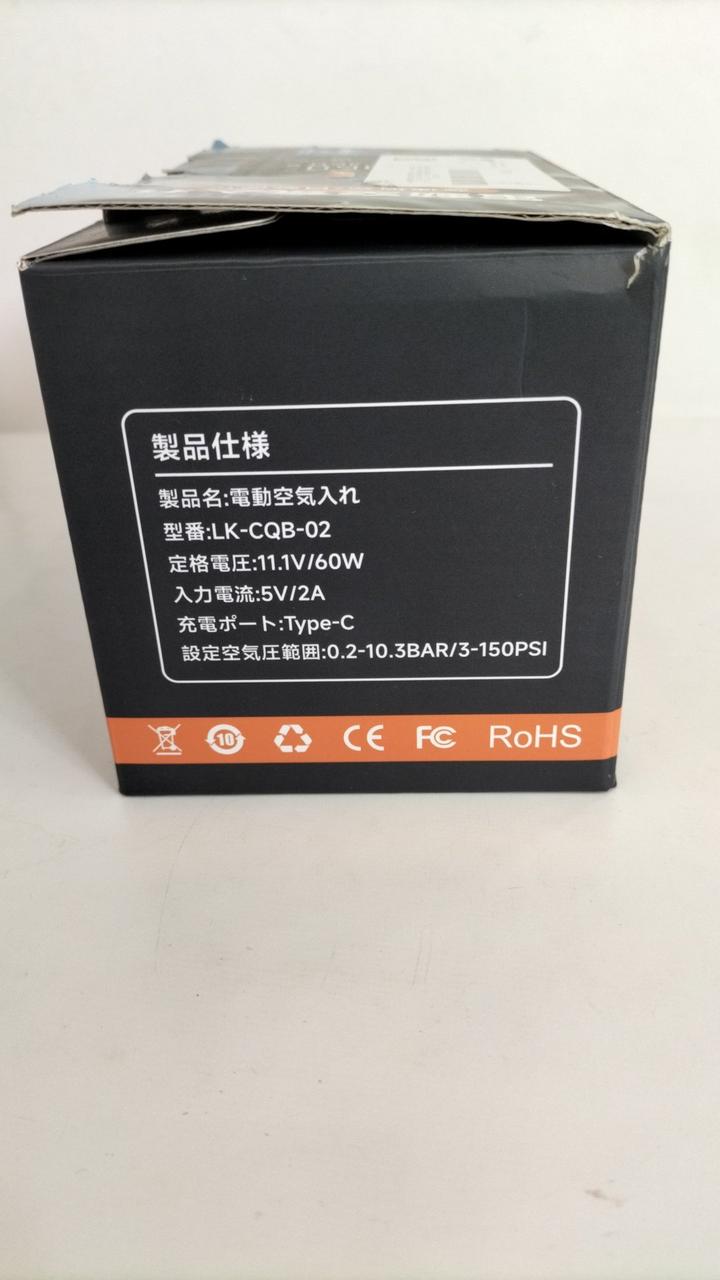 製品仕様
製品名:電動空気入れ
型番:LK-CQB-02
定格電圧:11.1V/60W
入力電流:5V/2A
充電ポート:Type-C
設定空気圧範囲:0.2-10.3BAR/3-150PSI
10 CE FC RoHS